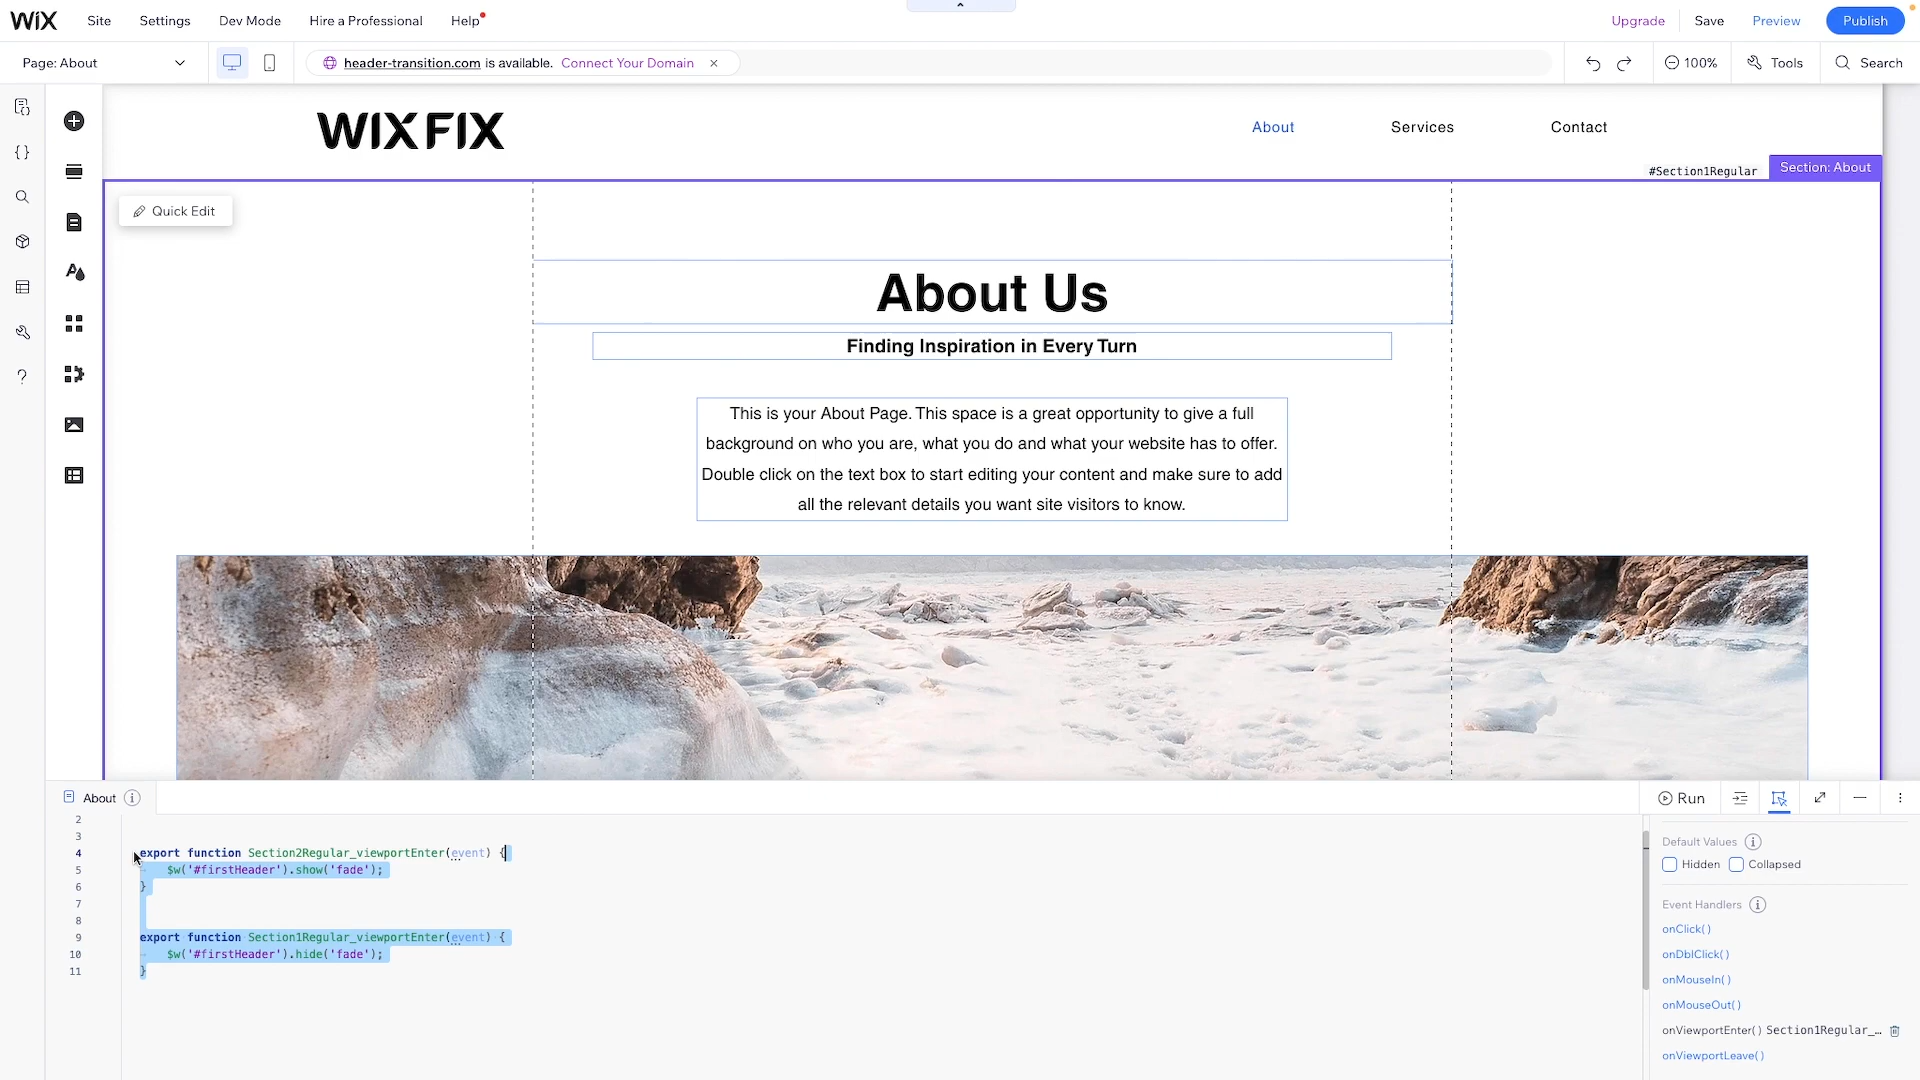 WIX Site Settings Dev Mode Hire a Professional Help Upgrade Save Preview Publish
Page: About header-transition.com is available. Connect Your Domain × 100% Tools Search
WIX FIX About Services Contact
#Section1Regular Section: About
Quick Edit
About Us
Finding Inspiration in Every Turn
This is your About Page. This space is a great opportunity to give a full
background on who you are, what you do and what your website has to offer.
Double click on the text box to start editing your content and make sure to add
all the relevant details you want site visitors to know.
About Run
2
3
4 export function Section2Regular_viewportEnter(event) {
5 $w('#firstHeader').show('fade');
6 }
7
8
9 export function Section1Regular_viewportEnter(event) {
10 $w('#firstHeader').hide('fade');
11 }
Default Values
Hidden Collapsed
Event Handlers
onClick()
onDblClick()
onMouseIn()
onMouseOut()
onViewportEnter() Section1Regular_…
onViewportLeave()